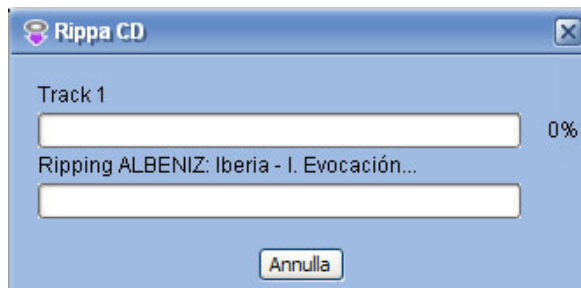 Rippa CD
Track 1
0%
Ripping ALBENIZ: Iberia - I. Evocación...
Annulla